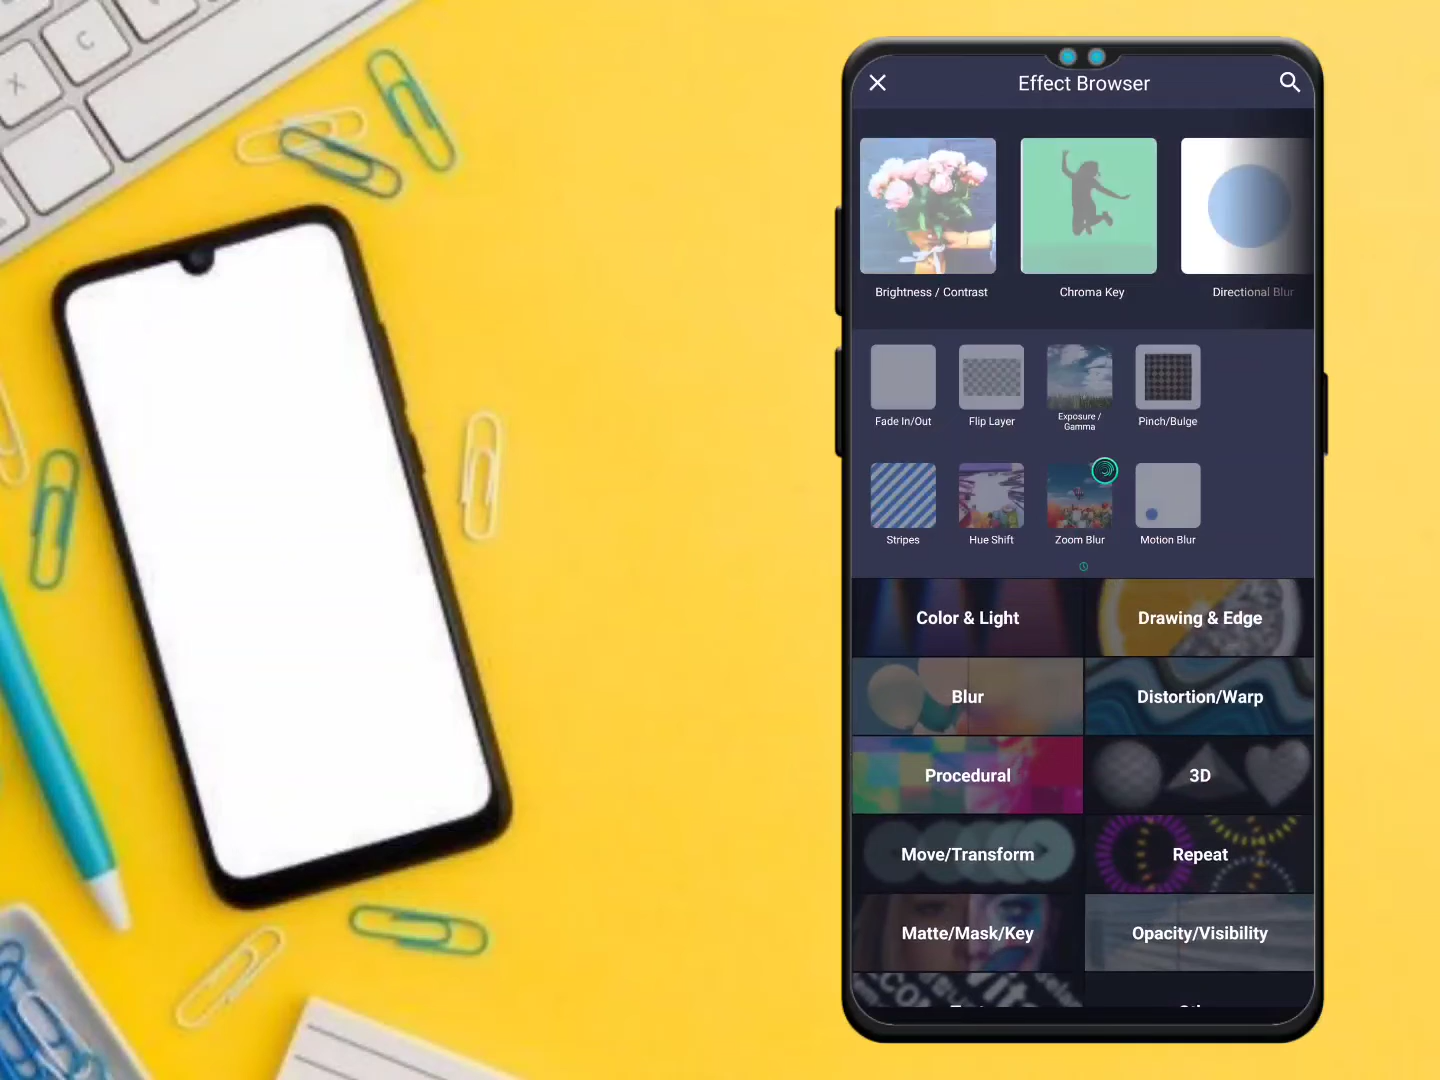 C
X
Effect Browser
Brightness / Contrast
Chroma Key
Directional Blur
Fade In/Out
Flip Layer
Exposure /
Gamma
Pinch/Bulge
Stripes
Hue Shift
Zoom Blur
Motion Blur
Color & Light
Drawing & Edge
Blur
Distortion/Warp
Procedural
3D
Move/Transform
Repeat
Matte/Mask/Key
Opacity/Visibility